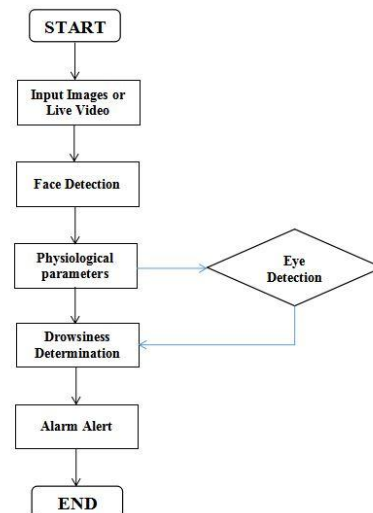 START
Input Images or
Live Video
Face Detection
Physiological
parameters
Eye
Detection
Drowsiness
Determination
Alarm Alert
END